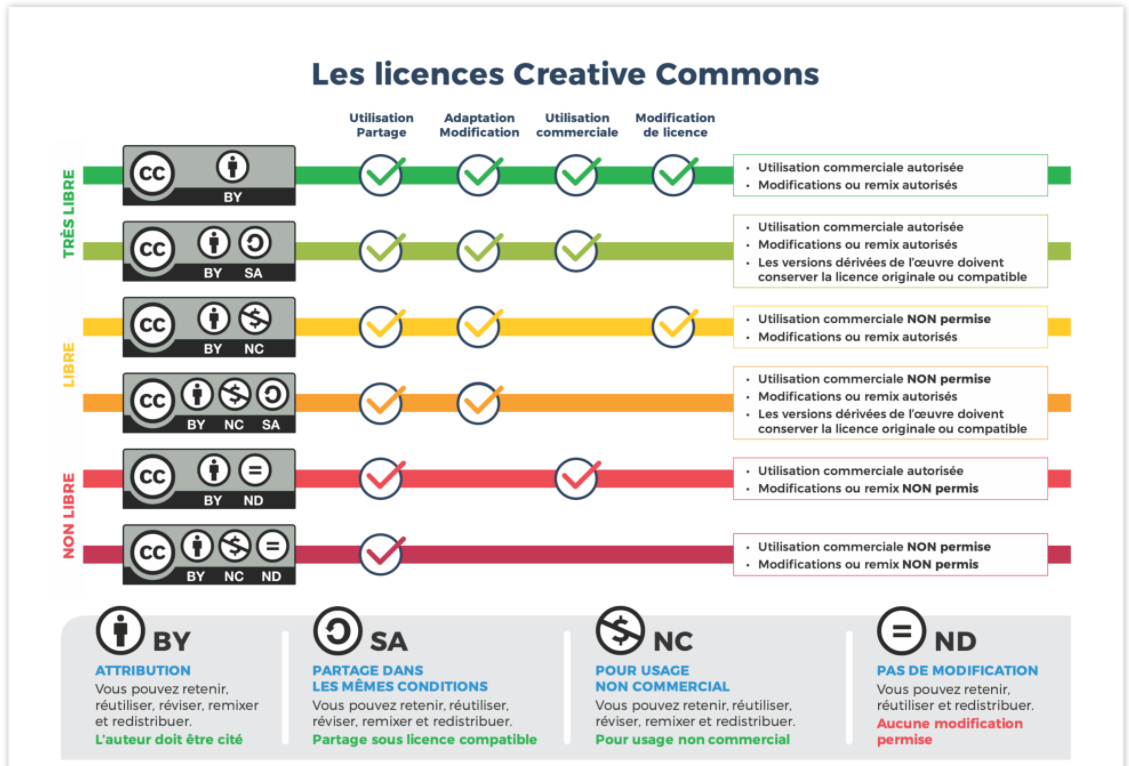 Les licences Creative Commons
Utilisation
Partage
Adaptation
Modification
Utilisation
commerciale
Modification
de licence
TRÈS LIBRE
cc
BY
• Utilisation commerciale autorisée
• Modifications ou remix autorisés
cc
BY SA
• Utilisation commerciale autorisée
• Modifications ou remix autorisés
• Les versions dérivées de l'œuvre doivent
conserver la licence originale ou compatible
LIBRE
cc
BY NC
• Utilisation commerciale NON permise
• Modifications ou remix autorisés
cc
BY NC SA
• Utilisation commerciale NON permise
• Modifications ou remix autorisés
• Les versions dérivées de l'œuvre doivent
conserver la licence originale ou compatible
NON LIBRE
cc
BY ND
• Utilisation commerciale autorisée
• Modifications ou remix NON permis
cc
BY NC ND
• Utilisation commerciale NON permise
• Modifications ou remix NON permis
BY
ATTRIBUTION
Vous pouvez retenir,
réutiliser, réviser, remixer
et redistribuer.
L'auteur doit être cité
SA
PARTAGE DANS
LES MÊMES CONDITIONS
Vous pouvez retenir, réutiliser,
réviser, remixer et redistribuer.
Partage sous licence compatible
NC
POUR USAGE
NON COMMERCIAL
Vous pouvez retenir, réutiliser,
réviser, remixer et redistribuer.
Pour usage non commercial
ND
PAS DE MODIFICATION
Vous pouvez retenir,
réutiliser et redistribuer.
Aucune modification
permise